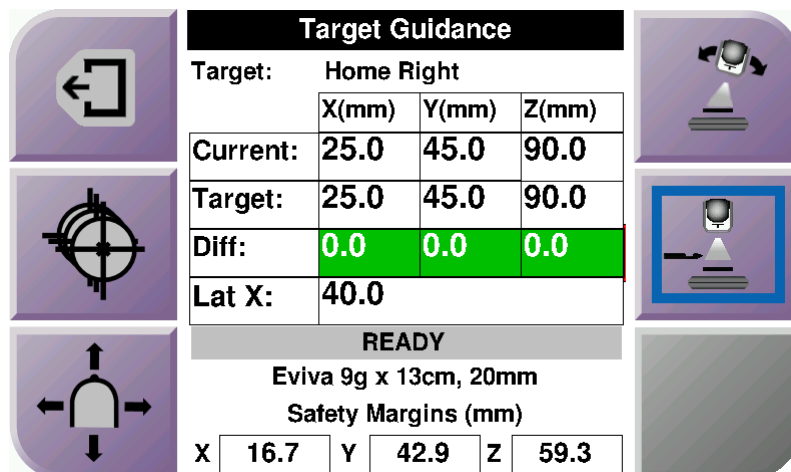 Target Guidance
Target: Home Right
X(mm) Y(mm) Z(mm)
Current: 25.0 45.0 90.0
Target: 25.0 45.0 90.0
Diff: 0.0 0.0 0.0
Lat X: 40.0
READY
Eviva 9g x 13cm, 20mm
Safety Margins (mm)
X 16.7 Y 42.9 Z 59.3